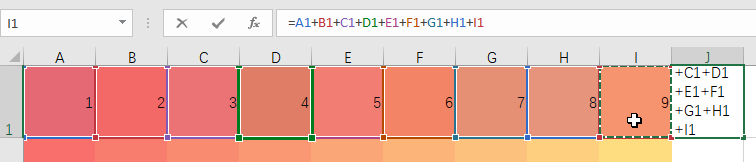 I1 fx =A1+B1+C1+D1+E1+F1+G1+H1+I1
A B C D E F G H I J
1 2 3 4 5 6 7 8 9 +C1+D1
+E1+F1
+G1+H1
1 +I1